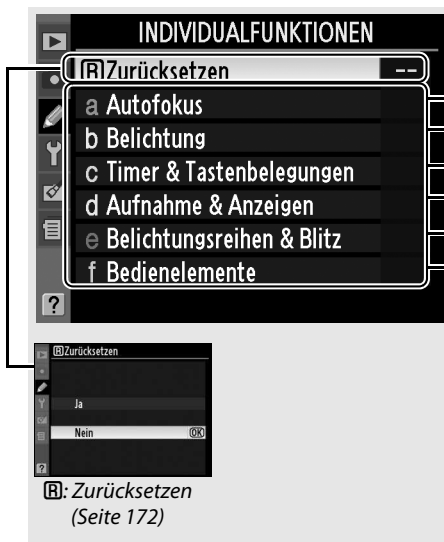 INDIVIDUALFUNKTIONEN
R Zurücksetzen --
a Autofokus
b Belichtung
c Timer & Tastenbelegungen
d Aufnahme & Anzeigen
e Belichtungsreihen & Blitz
f Bedienelemente
?
R Zurücksetzen
Ja
Nein OK
?
R: Zurücksetzen
(Seite 172)